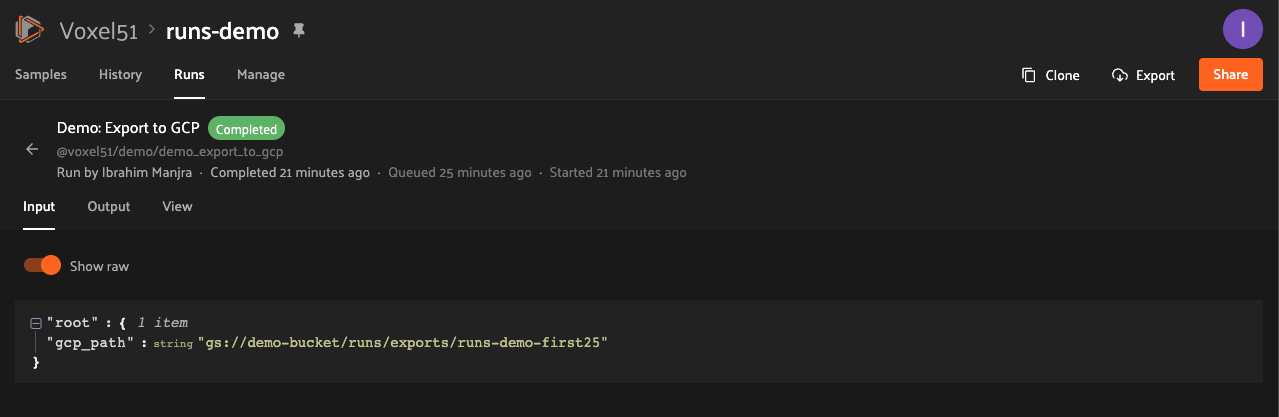 Voxel51 > runs-demo
I
Samples History Runs Manage
Clone Export Share
Demo: Export to GCP Completed
@voxel51/demo/demo_export_to_gcp
Run by Ibrahim Manjra · Completed 21 minutes ago · Queued 25 minutes ago · Started 21 minutes ago
Input Output View
Show raw
"root" : { 1 item
"gcp_path" : string "gs://demo-bucket/runs/exports/runs-demo-first25"
}